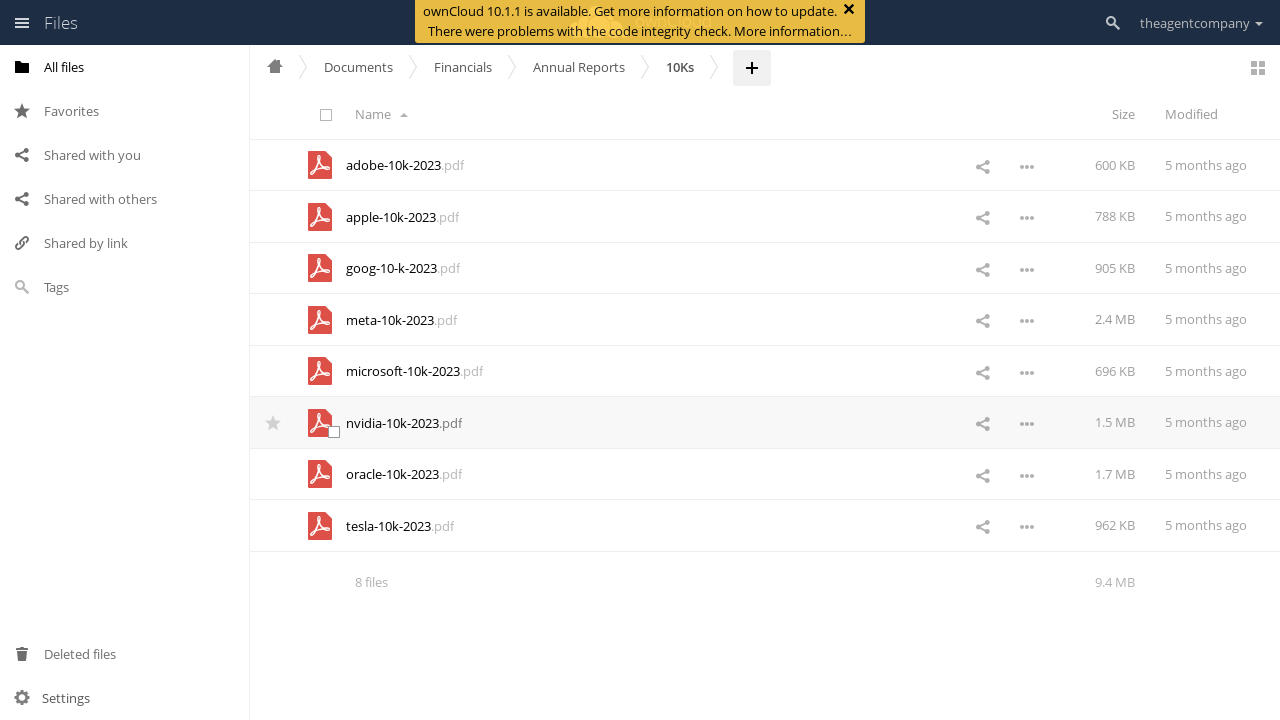 Files
ownCloud 10.1.1 is available. Get more information on how to update.
There were problems with the code integrity check. More information…
theagentcompany
All files
Favorites
Shared with you
Shared with others
Shared by link
Tags
Deleted files
Settings
Documents Financials Annual Reports 10Ks
Name Size Modified
adobe-10k-2023.pdf 600 KB 5 months ago
apple-10k-2023.pdf 788 KB 5 months ago
goog-10-k-2023.pdf 905 KB 5 months ago
meta-10k-2023.pdf 2.4 MB 5 months ago
microsoft-10k-2023.pdf 696 KB 5 months ago
nvidia-10k-2023.pdf 1.5 MB 5 months ago
oracle-10k-2023.pdf 1.7 MB 5 months ago
tesla-10k-2023.pdf 962 KB 5 months ago
8 files 9.4 MB